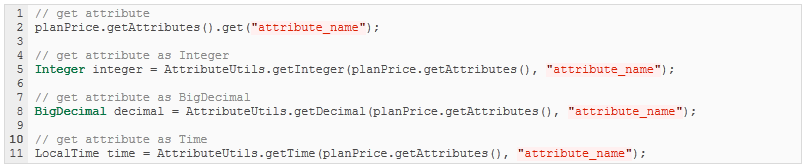 1 // get attribute
2 planPrice.getAttributes().get("attribute_name");
3
4 // get attribute as Integer
5 Integer integer = AttributeUtils.getInteger(planPrice.getAttributes(), "attribute_name");
6
7 // get attribute as BigDecimal
8 BigDecimal decimal = AttributeUtils.getDecimal(planPrice.getAttributes(), "attribute_name");
9
10 // get attribute as Time
11 LocalTime time = AttributeUtils.getTime(planPrice.getAttributes(), "attribute_name");